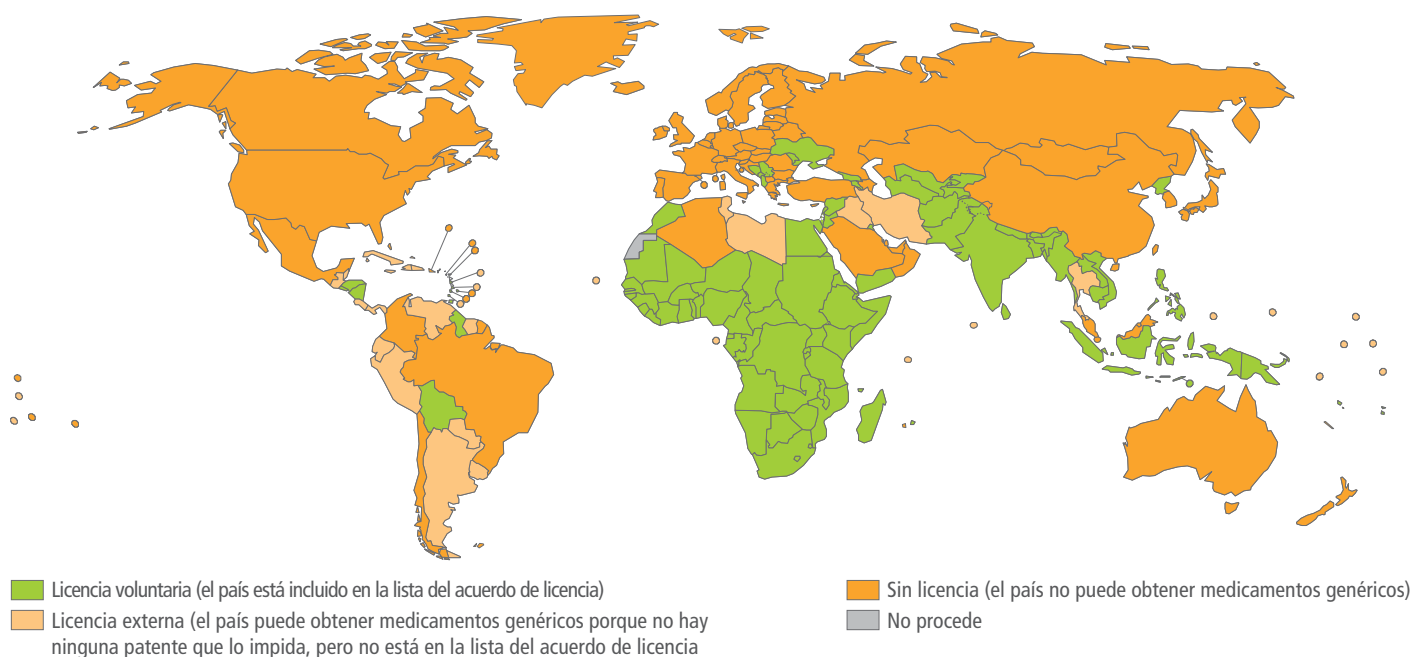 Licencia voluntaria (el país está incluido en la lista del acuerdo de licencia)
Licencia externa (el país puede obtener medicamentos genéricos porque no hay
ninguna patente que lo impida, pero no está en la lista del acuerdo de licencia
Sin licencia (el país no puede obtener medicamentos genéricos)
No procede